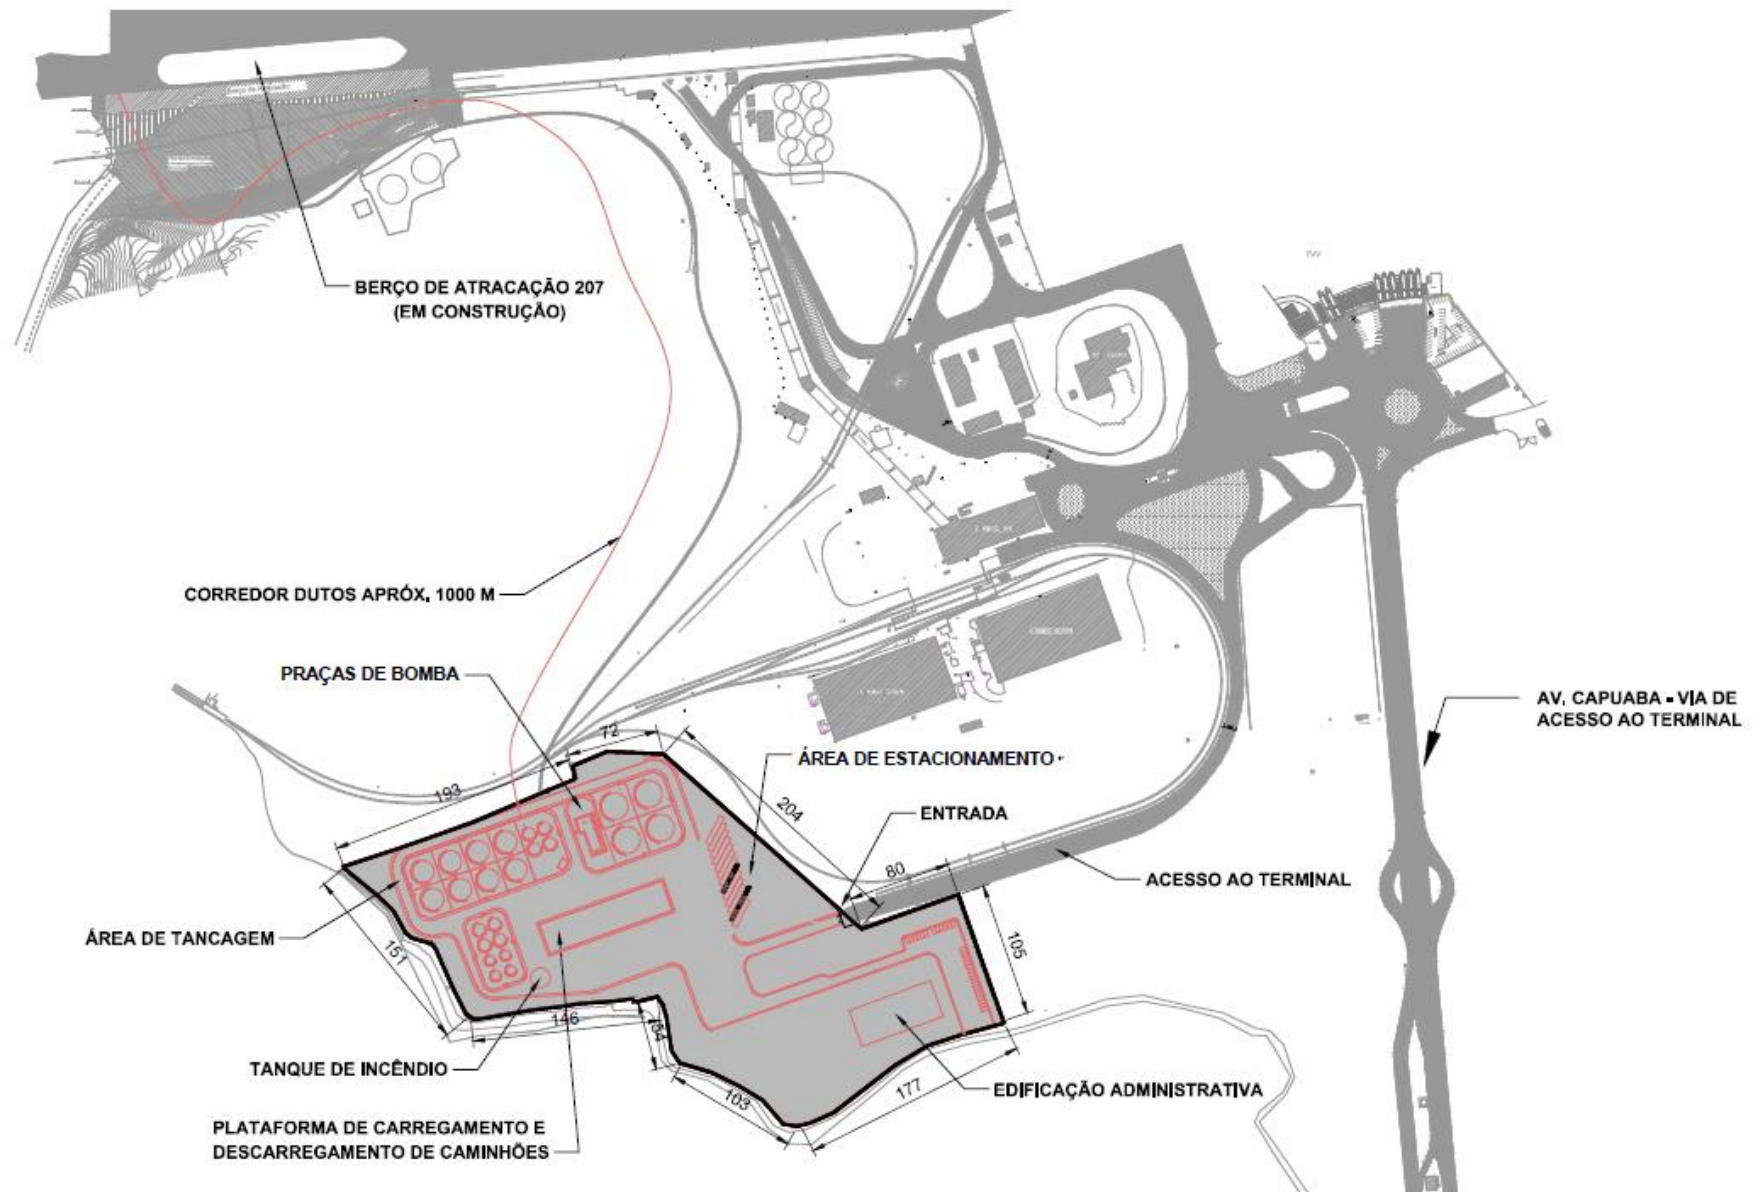 BERÇO DE ATRACAÇÃO 207
(EM CONSTRUÇÃO)
CORREDOR DUTOS APRÓX. 1000 M
PRAÇAS DE BOMBA
72
193
ÁREA DE ESTACIONAMENTO
204
ENTRADA
80
AV. CAPUABA - VIA DE
ACESSO AO TERMINAL
ACESSO AO TERMINAL
ÁREA DE TANCAGEM
151
105
146
54
TANQUE DE INCÊNDIO
103
177
EDIFICAÇÃO ADMINISTRATIVA
PLATAFORMA DE CARREGAMENTO E
DESCARREGAMENTO DE CAMINHÕES